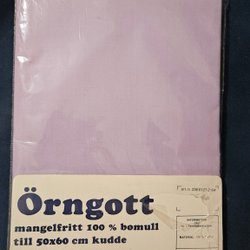 Örngott
mangelfritt 100 % bomull
till 50x60 cm kudde